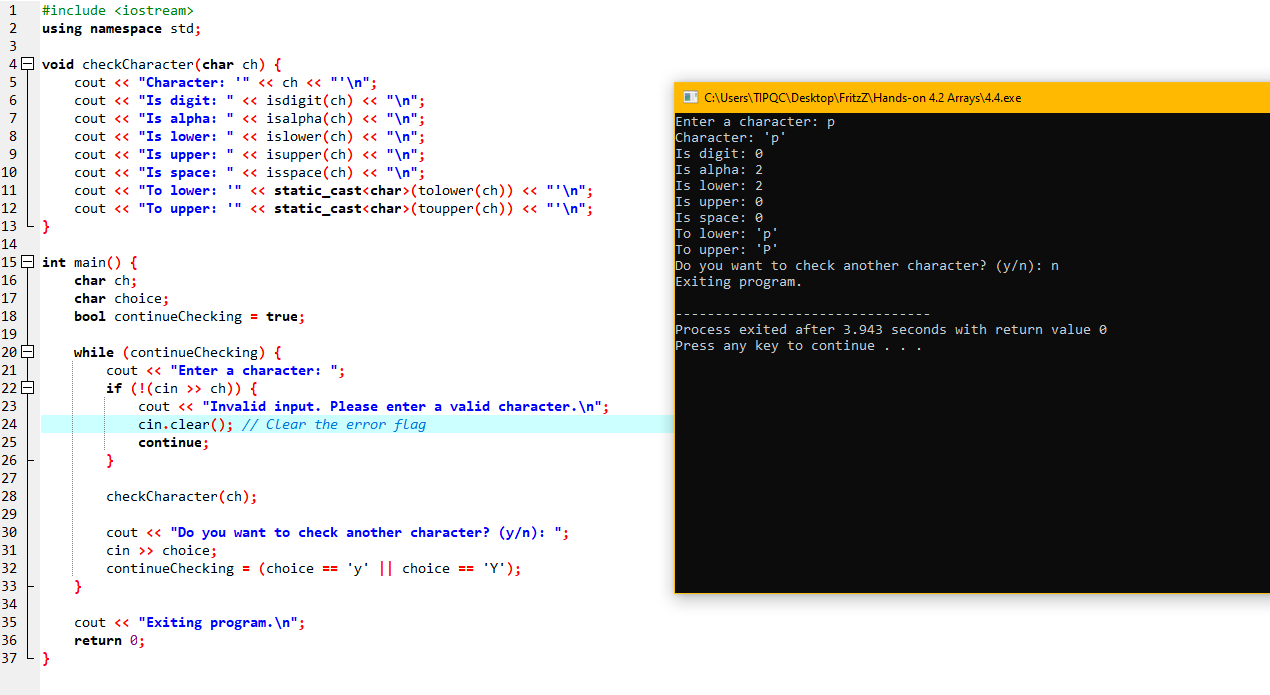 1 #include <iostream>
2 using namespace std;
3
4 void checkCharacter(char ch) {
5 cout << "Character: '" << ch << "'\n";
6 cout << "Is digit: " << isdigit(ch) << "\n";
7 cout << "Is alpha: " << isalpha(ch) << "\n";
8 cout << "Is lower: " << islower(ch) << "\n";
9 cout << "Is upper: " << isupper(ch) << "\n";
10 cout << "Is space: " << isspace(ch) << "\n";
11 cout << "To lower: '" << static_cast<char>(tolower(ch)) << "'\n";
12 cout << "To upper: '" << static_cast<char>(toupper(ch)) << "'\n";
13 }
14
15 int main() {
16 char ch;
17 char choice;
18 bool continueChecking = true;
19
20 while (continueChecking) {
21 cout << "Enter a character: ";
22 if (!(cin >> ch)) {
23 cout << "Invalid input. Please enter a valid character.\n";
24 cin.clear(); // Clear the error flag
25 continue;
26 }
27
28 checkCharacter(ch);
29
30 cout << "Do you want to check another character? (y/n): ";
31 cin >> choice;
32 continueChecking = (choice == 'y' || choice == 'Y');
33 }
34
35 cout << "Exiting program.\n";
36 return 0;
37 }
C:\Users\TIPQC\Desktop\FritzZ\Hands-on 4.2 Arrays\4.4.exe
Enter a character: p
Character: 'p'
Is digit: 0
Is alpha: 2
Is lower: 2
Is upper: 0
Is space: 0
To lower: 'p'
To upper: 'P'
Do you want to check another character? (y/n): n
Exiting program.
--------------------------------
Process exited after 3.943 seconds with return value 0
Press any key to continue . . .